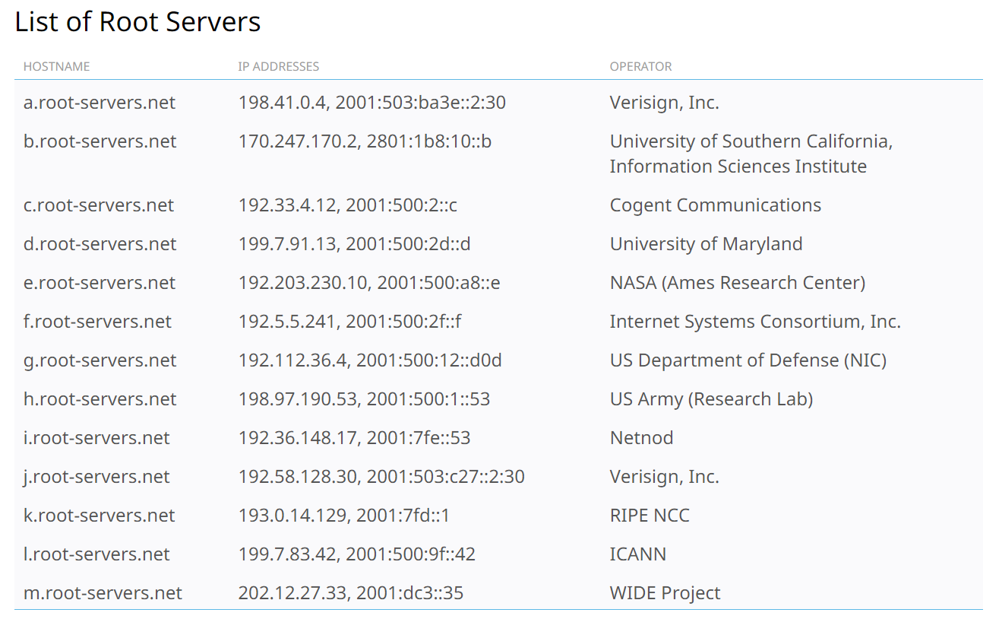 List of Root Servers
HOSTNAME IP ADDRESSES OPERATOR
a.root-servers.net 198.41.0.4, 2001:503:ba3e::2:30 Verisign, Inc.
b.root-servers.net 170.247.170.2, 2801:1b8:10::b University of Southern California,
Information Sciences Institute
c.root-servers.net 192.33.4.12, 2001:500:2::c Cogent Communications
d.root-servers.net 199.7.91.13, 2001:500:2d::d University of Maryland
e.root-servers.net 192.203.230.10, 2001:500:a8::e NASA (Ames Research Center)
f.root-servers.net 192.5.5.241, 2001:500:2f::f Internet Systems Consortium, Inc.
g.root-servers.net 192.112.36.4, 2001:500:12::d0d US Department of Defense (NIC)
h.root-servers.net 198.97.190.53, 2001:500:1::53 US Army (Research Lab)
i.root-servers.net 192.36.148.17, 2001:7fe::53 Netnod
j.root-servers.net 192.58.128.30, 2001:503:c27::2:30 Verisign, Inc.
k.root-servers.net 193.0.14.129, 2001:7fd::1 RIPE NCC
l.root-servers.net 199.7.83.42, 2001:500:9f::42 ICANN
m.root-servers.net 202.12.27.33, 2001:dc3::35 WIDE Project